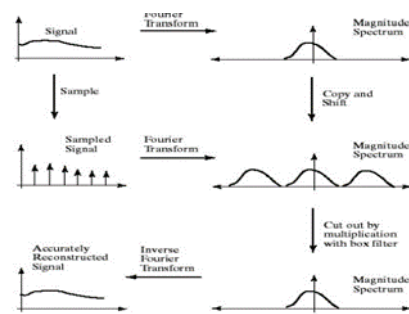 Fourier
Transform
Signal
Magnitude
Spectrum
Sample
Copy and
Shift
Sampled
Signal
Fourier
Transform
Magnitude
Spectrum
Cut out by
multiplication
with box filter
Accurately
Reconstructed
Signal
Inverse
Fourier
Transform
Magnitude
Spectrum